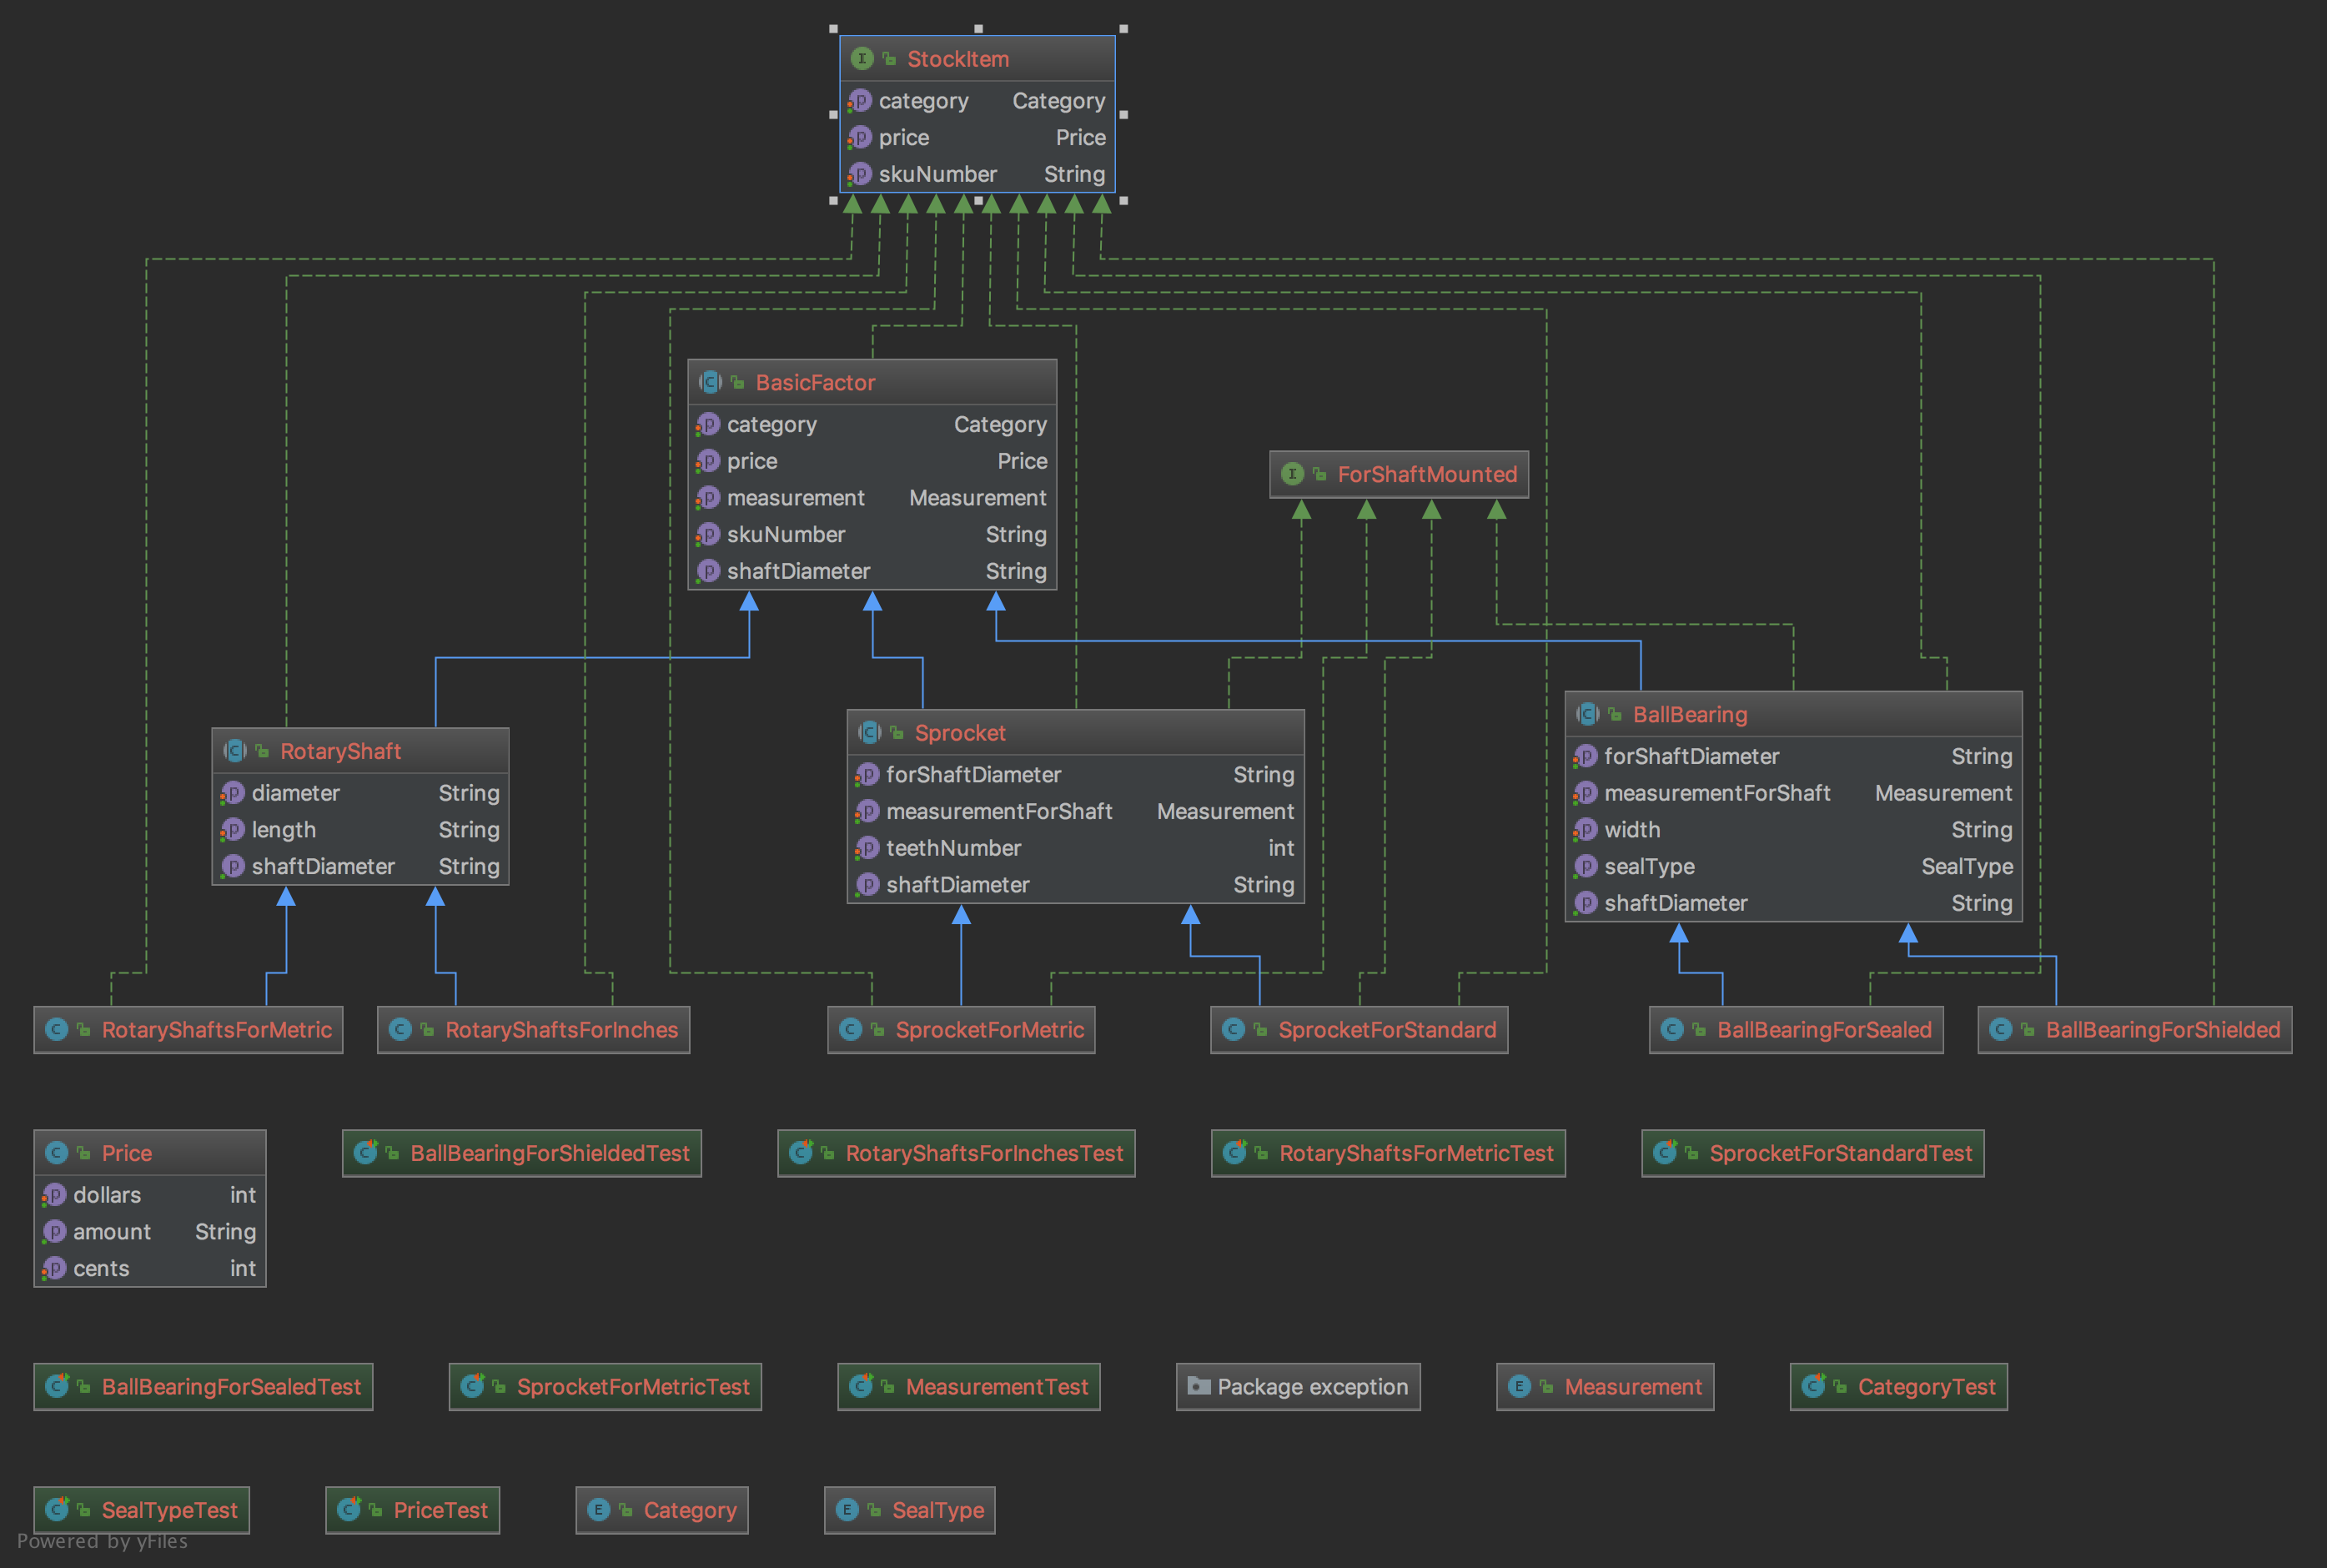 StockItem
category Category
price Price
skuNumber String
BasicFactor
category Category
price Price
measurement Measurement
skuNumber String
shaftDiameter String
ForShaftMounted
RotaryShaft
diameter String
length String
shaftDiameter String
Sprocket
forShaftDiameter String
measurementForShaft Measurement
teethNumber int
shaftDiameter String
BallBearing
forShaftDiameter String
measurementForShaft Measurement
width String
sealType SealType
shaftDiameter String
RotaryShaftsForMetric
RotaryShaftsForInches
SprocketForMetric
SprocketForStandard
BallBearingForSealed
BallBearingForShielded
Price
dollars int
amount String
cents int
BallBearingForShieldedTest
RotaryShaftsForInchesTest
RotaryShaftsForMetricTest
SprocketForStandardTest
BallBearingForSealedTest
SprocketForMetricTest
MeasurementTest
Package exception
Measurement
CategoryTest
SealTypeTest
PriceTest
Category
SealType
Powered by yFiles